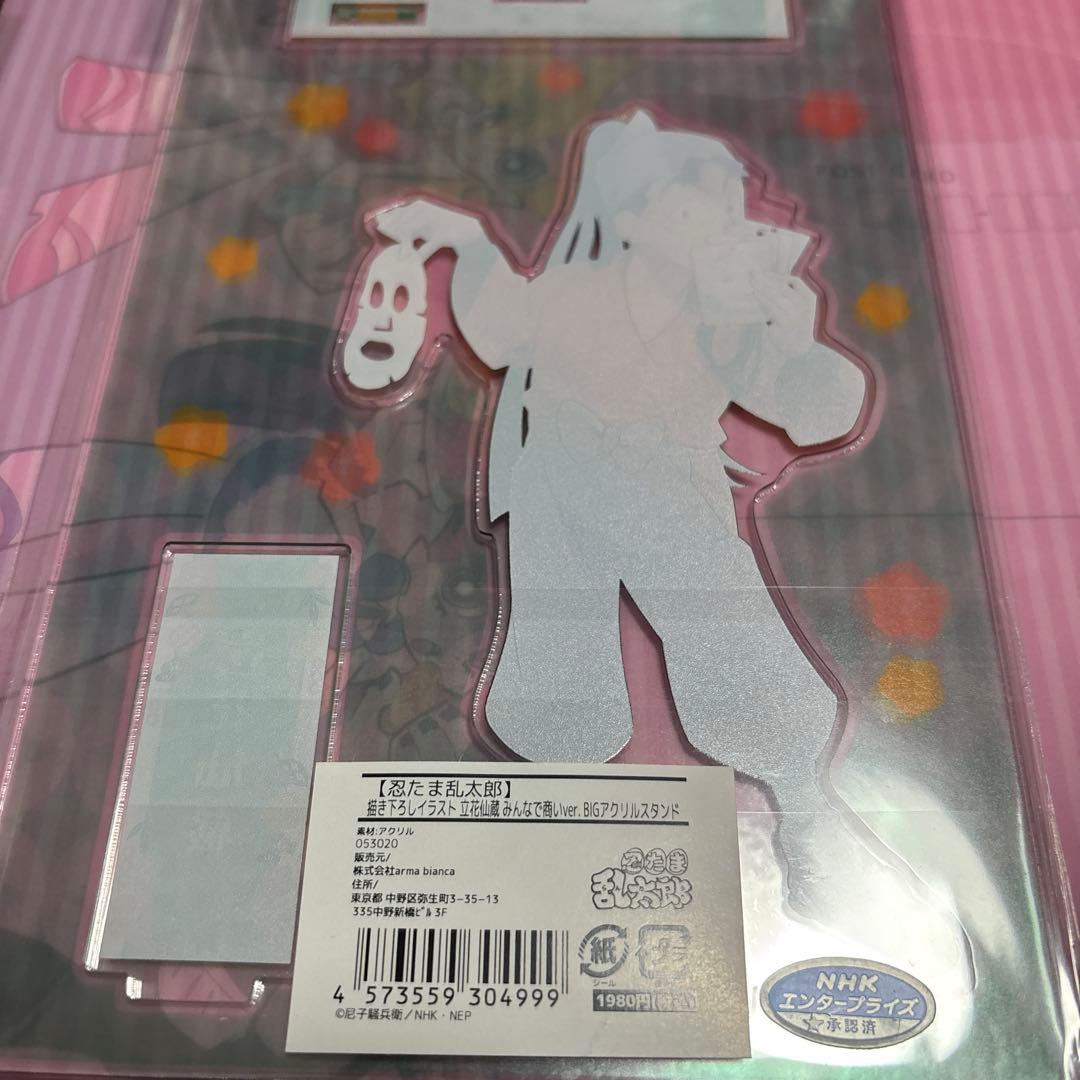 【忍たま乱太郎】
描き下ろしイラスト 立花仙蔵 みんなで商いver. BIGアクリルスタンド
素材:アクリル
053020
販売元/
株式会社arma bianca
住所/
東京都 中野区弥生町3-35-13
335中野新橋ビル3F
忍たま
乱太郎
紙
シール
プラ
1980円(税込)
4 573559 304999
©尼子騒兵衛/NHK・NEP
NHK
エンタープライズ
承認済